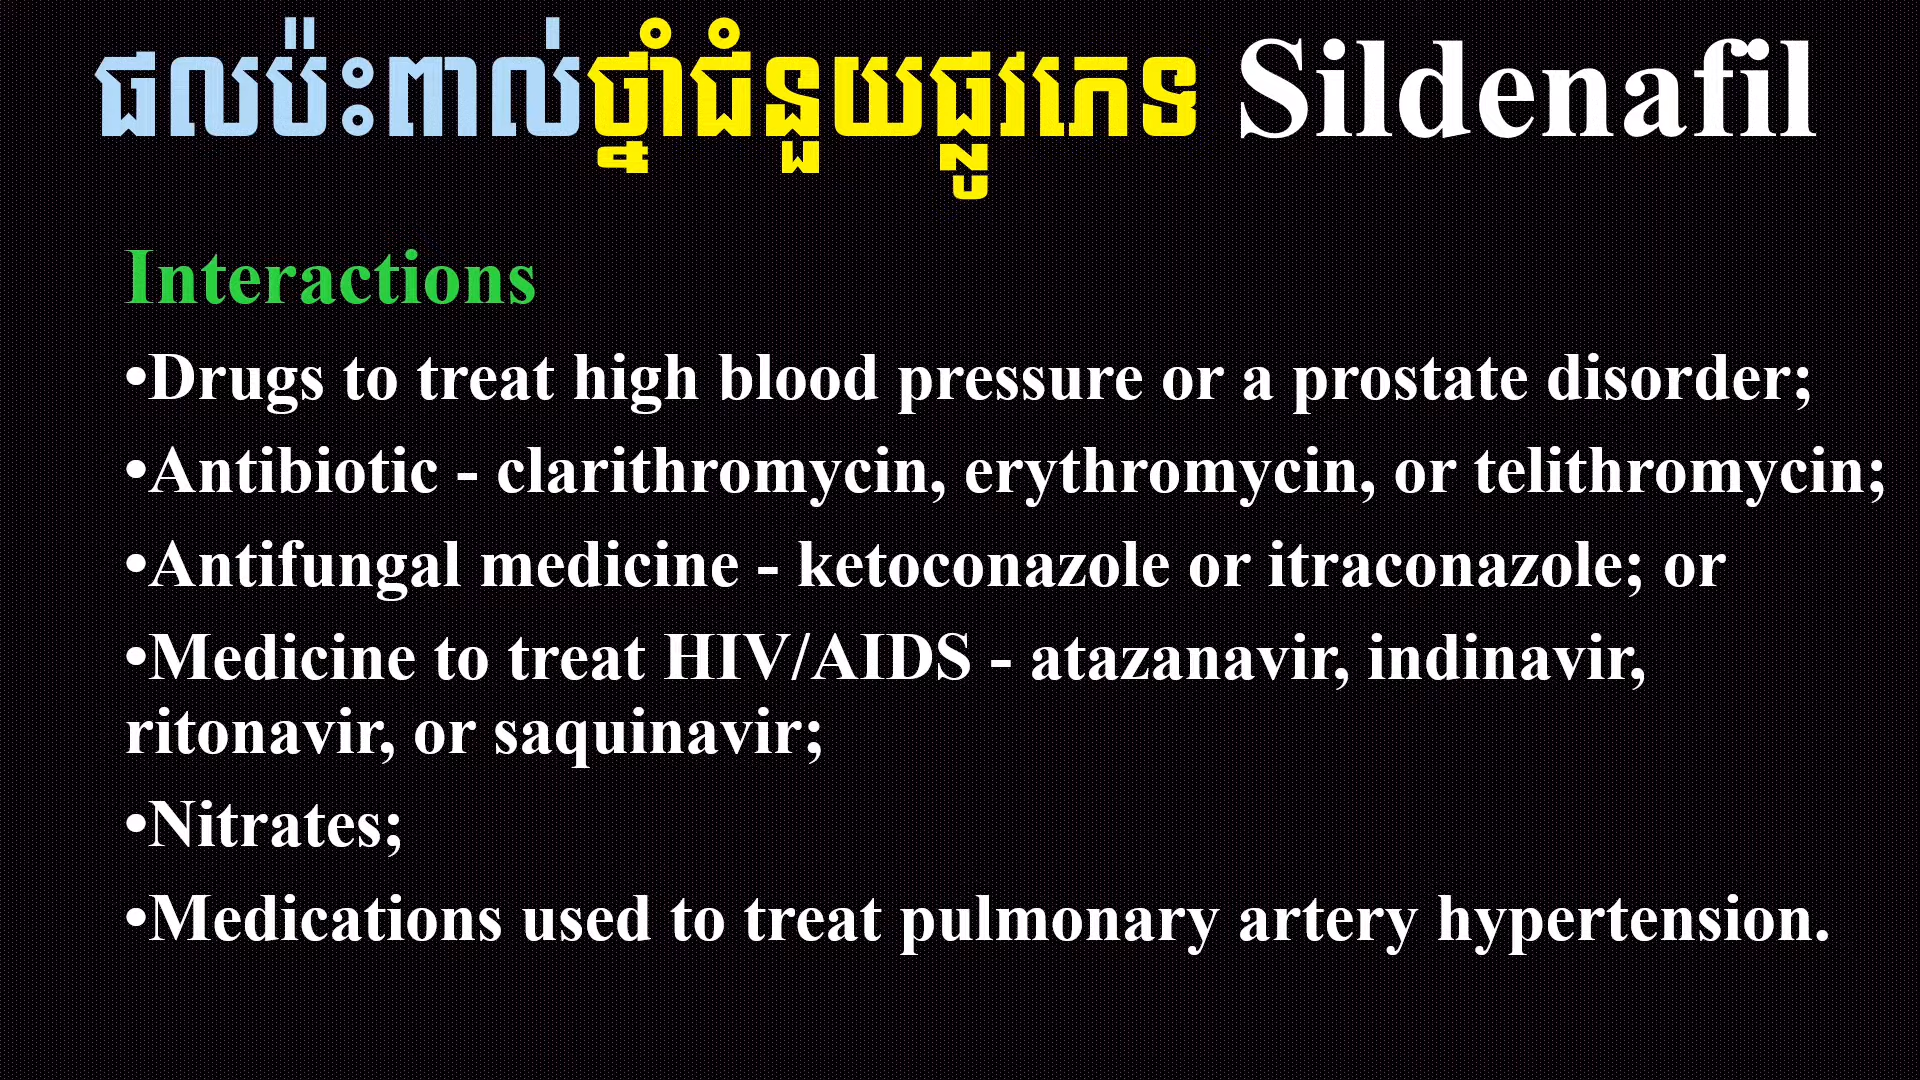 ផលប៉ះពាល់ថ្នាំជំនួយផ្លូវភេទ Sildenafil
Interactions
•Drugs to treat high blood pressure or a prostate disorder;
•Antibiotic - clarithromycin, erythromycin, or telithromycin;
•Antifungal medicine - ketoconazole or itraconazole; or
•Medicine to treat HIV/AIDS - atazanavir, indinavir,
ritonavir, or saquinavir;
•Nitrates;
•Medications used to treat pulmonary artery hypertension.